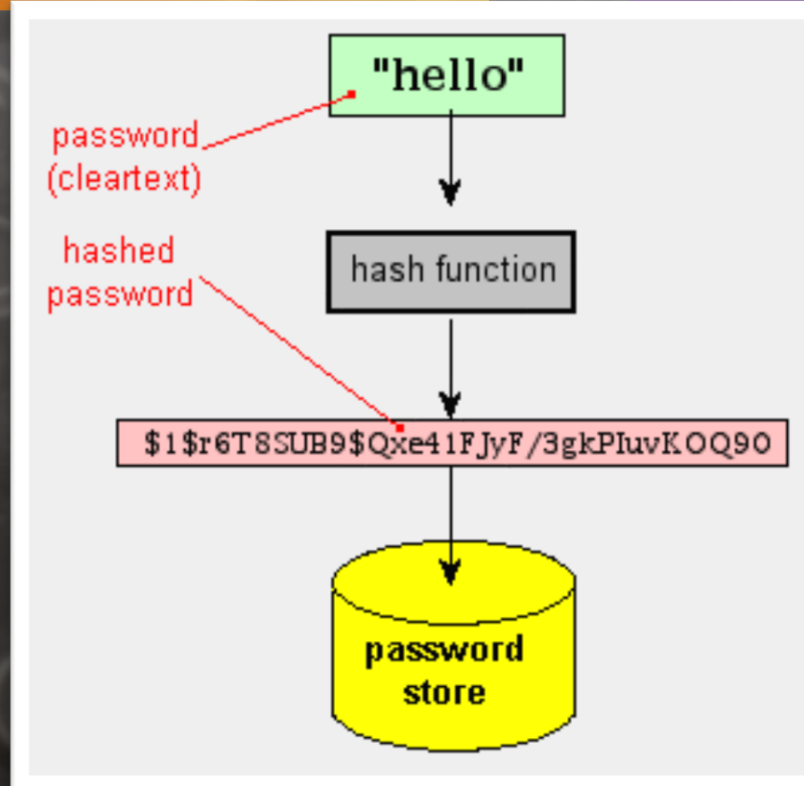 "hello"
password
(cleartext)
hashed
password
hash function
$1$r6T8SUB9$Qxe41FJyF/3gkPIuvKOQ90
password
store